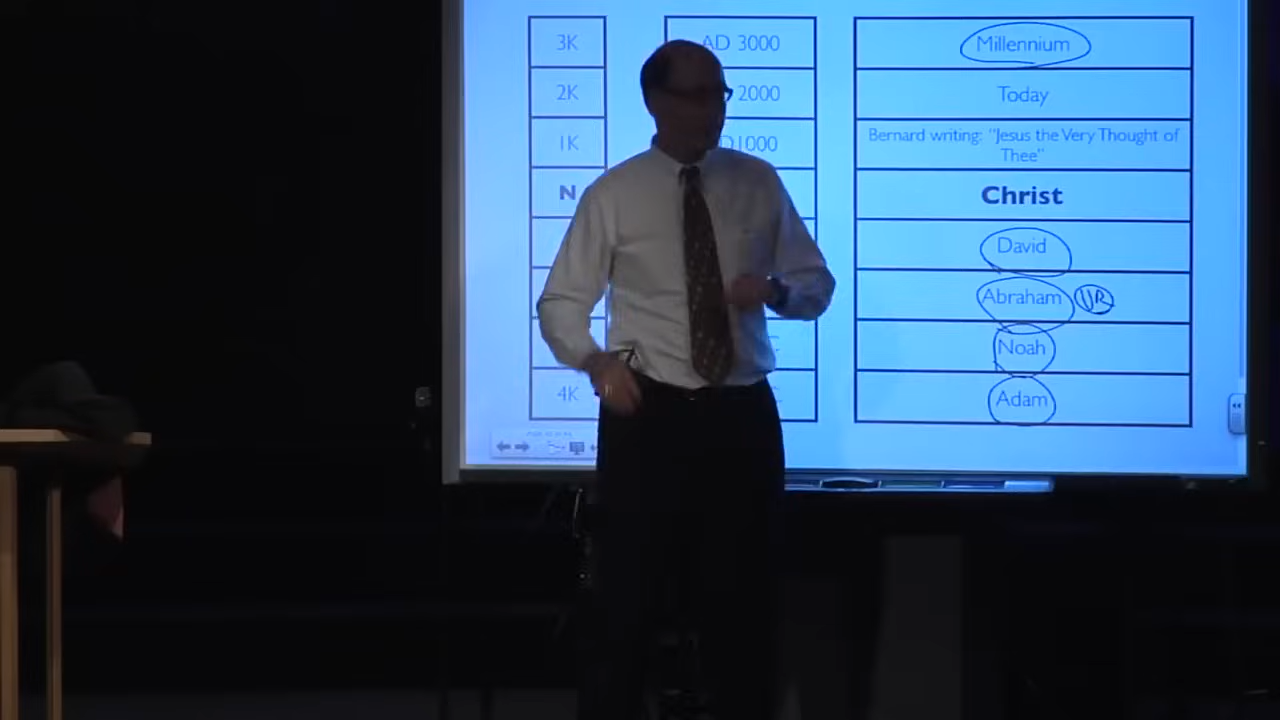 3K AD 3000 Millennium
2K 2000 Today
1K D1000 Bernard writing: "Jesus the Very Thought of
Thee"
N Christ
David
Abraham UR
Noah
4K Adam